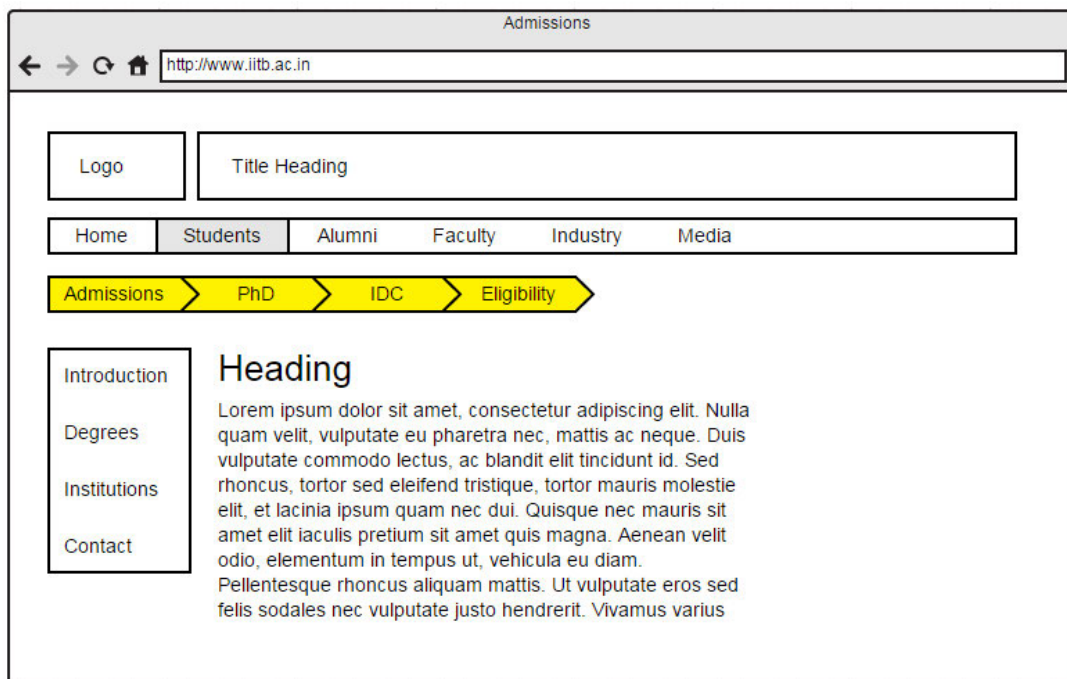 Admissions
http://www.iitb.ac.in
Logo
Title Heading
Home Students Alumni Faculty Industry Media
Admissions PhD IDC Eligibility
Introduction
Degrees
Institutions
Contact
Heading
Lorem ipsum dolor sit amet, consectetur adipiscing elit. Nulla
quam velit, vulputate eu pharetra nec, mattis ac neque. Duis
vulputate commodo lectus, ac blandit elit tincidunt id. Sed
rhoncus, tortor sed eleifend tristique, tortor mauris molestie
elit, et lacinia ipsum quam nec dui. Quisque nec mauris sit
amet elit iaculis pretium sit amet quis magna. Aenean velit
odio, elementum in tempus ut, vehicula eu diam.
Pellentesque rhoncus aliquam mattis. Ut vulputate eros sed
felis sodales nec vulputate justo hendrerit. Vivamus varius